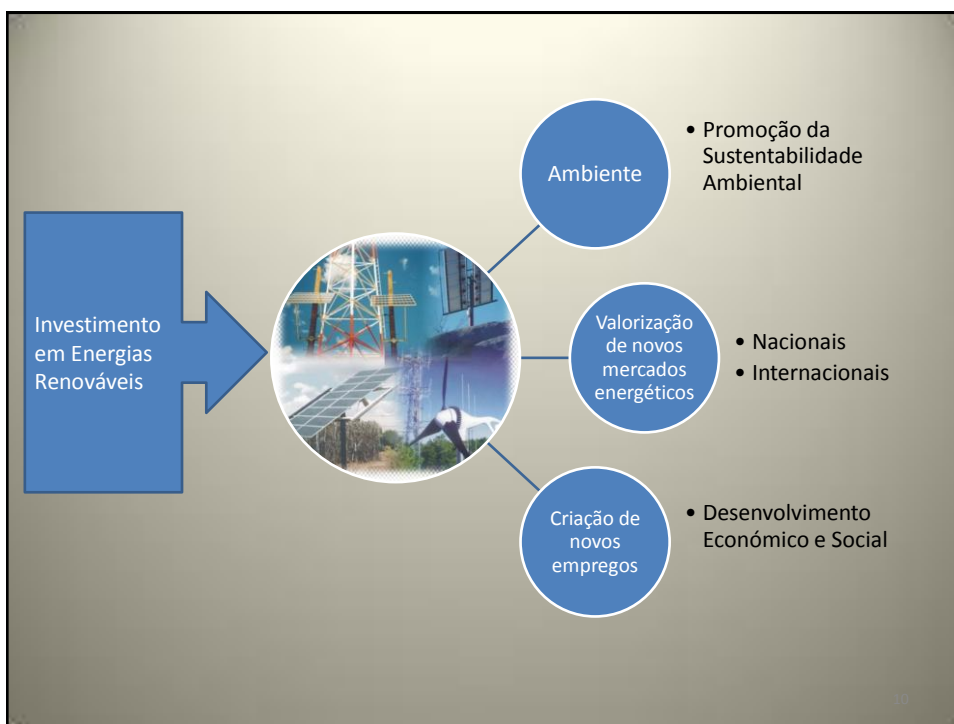 Investimento
em Energias
Renováveis
Ambiente
• Promoção da
Sustentabilidade
Ambiental
Valorização
de novos
mercados
energéticos
• Nacionais
• Internacionais
Criação de
novos
empregos
• Desenvolvimento
Económico e Social
10